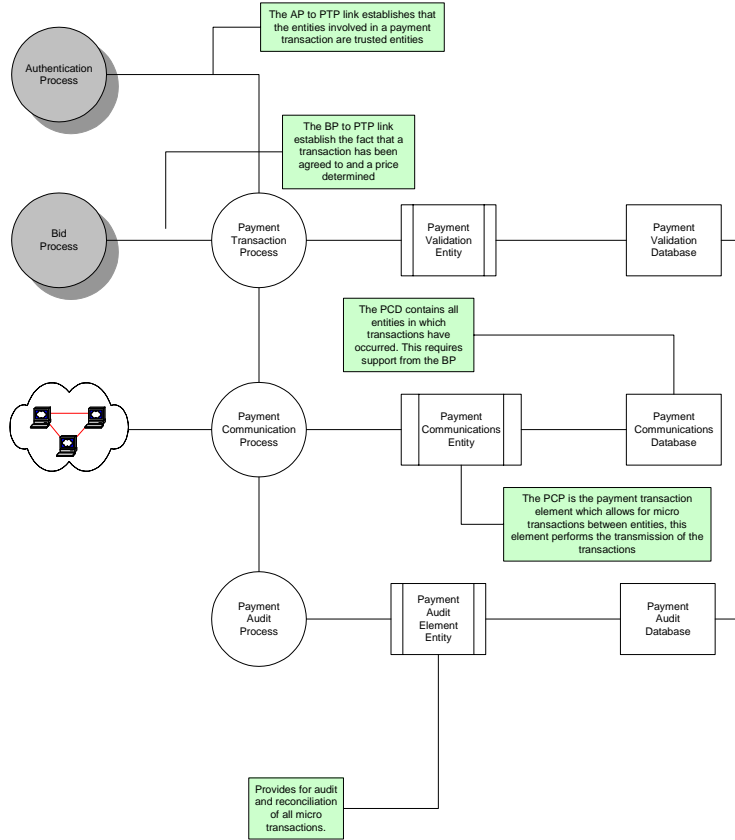 The AP to PTP link establishes that
the entities involved in a payment
transaction are trusted entities
Authentication
Process
The BP to PTP link
establish the fact that a
transaction has been
agreed to and a price
determined
Bid
Process
Payment
Transaction
Process
Payment
Validation
Entity
Payment
Validation
Database
The PCD contains all
entities in which
transactions have
occurred. This requires
support from the BP
Payment
Communication
Process
Payment
Communications
Entity
Payment
Communications
Database
The PCP is the payment transaction
element which allows for micro
transactions between entities, this
element performs the transmission of the
transactions
Payment
Audit
Process
Payment
Audit
Element
Entity
Payment
Audit
Database
Provides for audit
and reconciliation
of all micro
transactions.